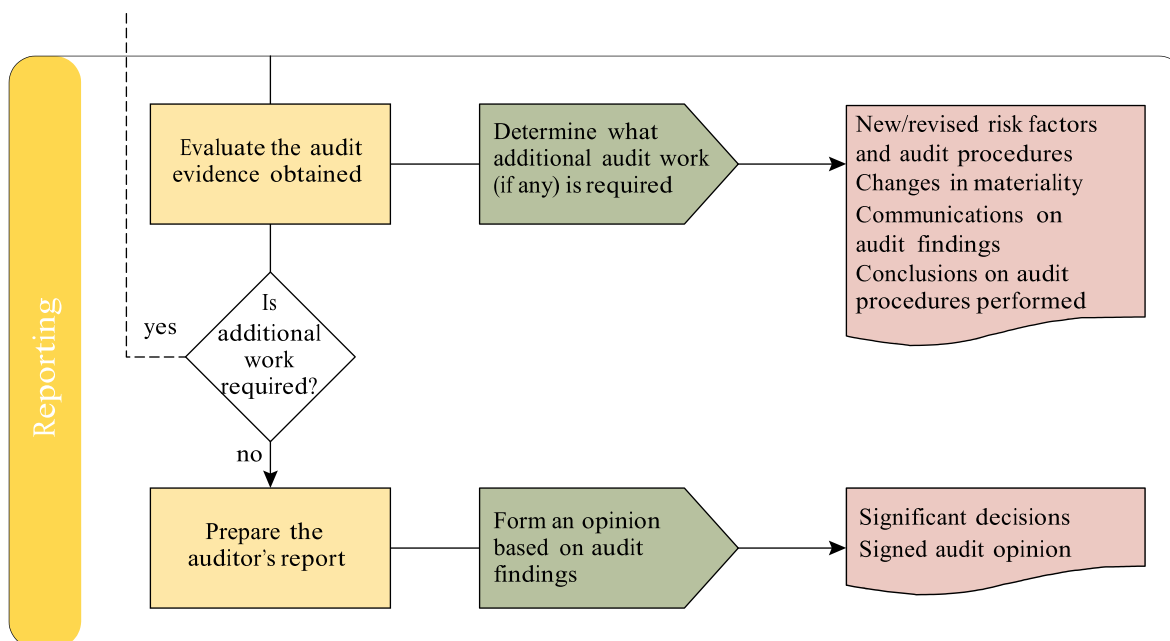 Reporting
Evaluate the audit
evidence obtained
Determine what
additional audit work
(if any) is required
New/revised risk factors
and audit procedures
Changes in materiality
Communications on
audit findings
Conclusions on audit
procedures performed
Is
additional
work
required?
yes
no
Prepare the
auditor’s report
Form an opinion
based on audit
findings
Significant decisions
Signed audit opinion